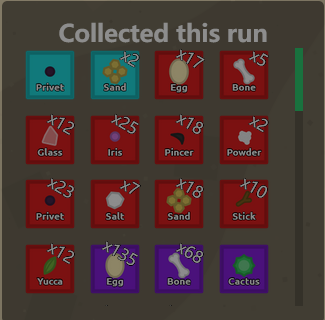 Collected this run
x2 x17 x5
Privet Sand Egg Bone
x12 x25 x18 x2
Glass Iris Pincer Powder
x23 x7 x18 x10
Privet Salt Sand Stick
x12 x135 x68
Yucca Egg Bone Cactus